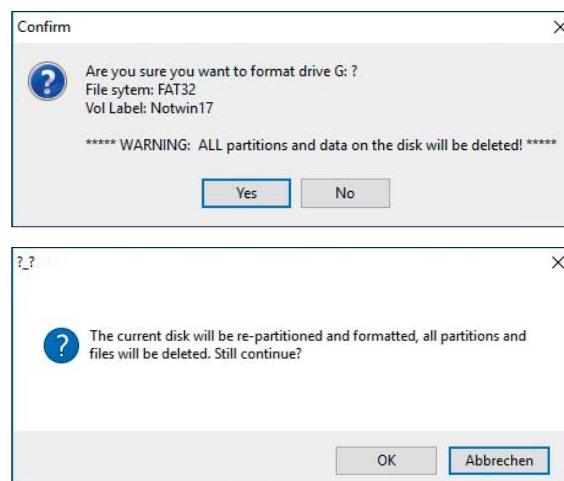 Confirm
Are you sure you want to format drive G: ?
File sytem: FAT32
Vol Label: Notwin17
***** WARNING:  ALL partitions and data on the disk will be deleted! *****
Yes No
?_?
The current disk will be re-partitioned and formatted, all partitions and
files will be deleted. Still continue?
OK Abbrechen